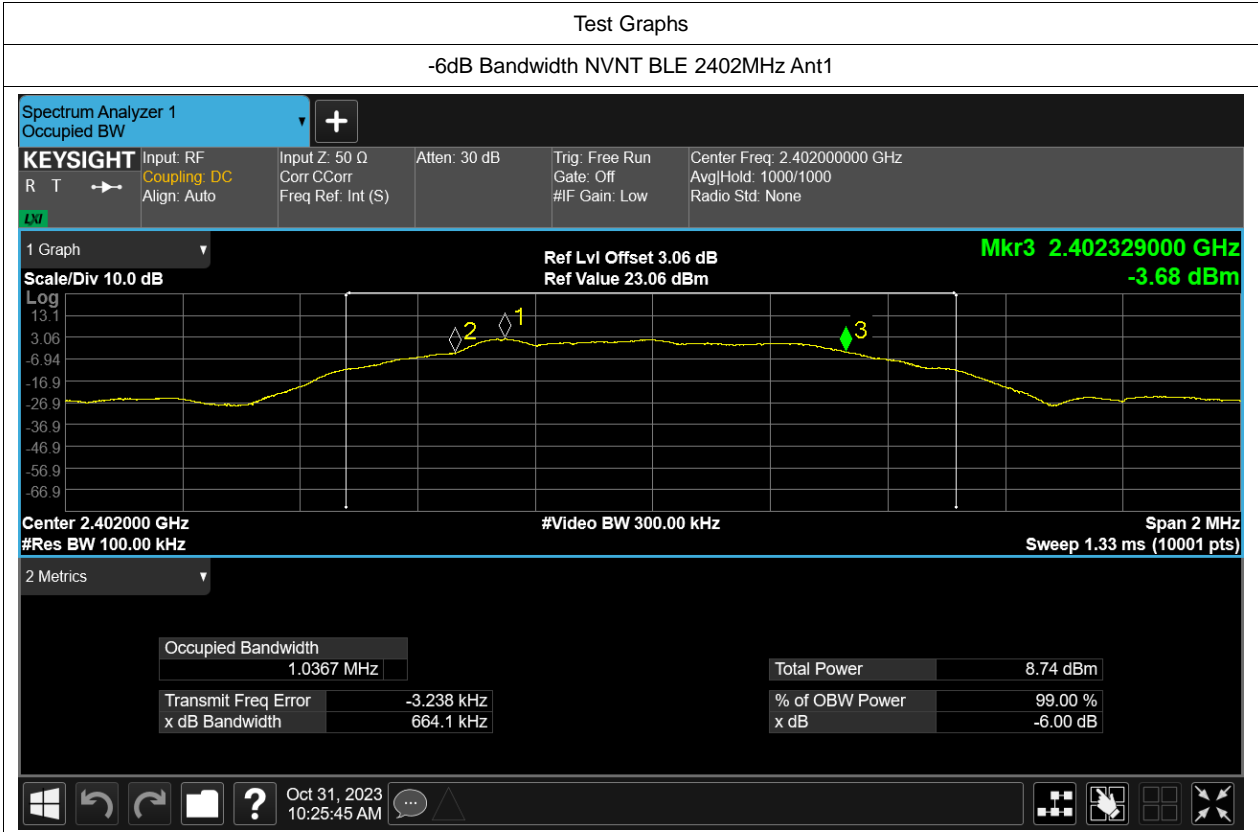 Test Graphs
-6dB Bandwidth NVNT BLE 2402MHz Ant1
Spectrum Analyzer 1
Occupied BW
KEYSIGHT
R T
LXI
Input: RF
Coupling: DC
Align: Auto
Input Z: 50 Ω
Corr CCorr
Freq Ref: Int (S)
Atten: 30 dB
Trig: Free Run
Gate: Off
#IF Gain: Low
Center Freq: 2.402000000 GHz
Avg|Hold: 1000/1000
Radio Std: None
1 Graph
Scale/Div 10.0 dB
Ref Lvl Offset 3.06 dB
Ref Value 23.06 dBm
Mkr3 2.402329000 GHz
-3.68 dBm
Log
13.1
3.06
-6.94
-16.9
-26.9
-36.9
-46.9
-56.9
-66.9
2
1
3
Center 2.402000 GHz
#Res BW 100.00 kHz
#Video BW 300.00 kHz
Span 2 MHz
Sweep 1.33 ms (10001 pts)
2 Metrics
Occupied Bandwidth
1.0367 MHz
Transmit Freq Error -3.238 kHz
x dB Bandwidth 664.1 kHz
Total Power 8.74 dBm
% of OBW Power 99.00 %
x dB -6.00 dB
?
Oct 31, 2023
10:25:45 AM